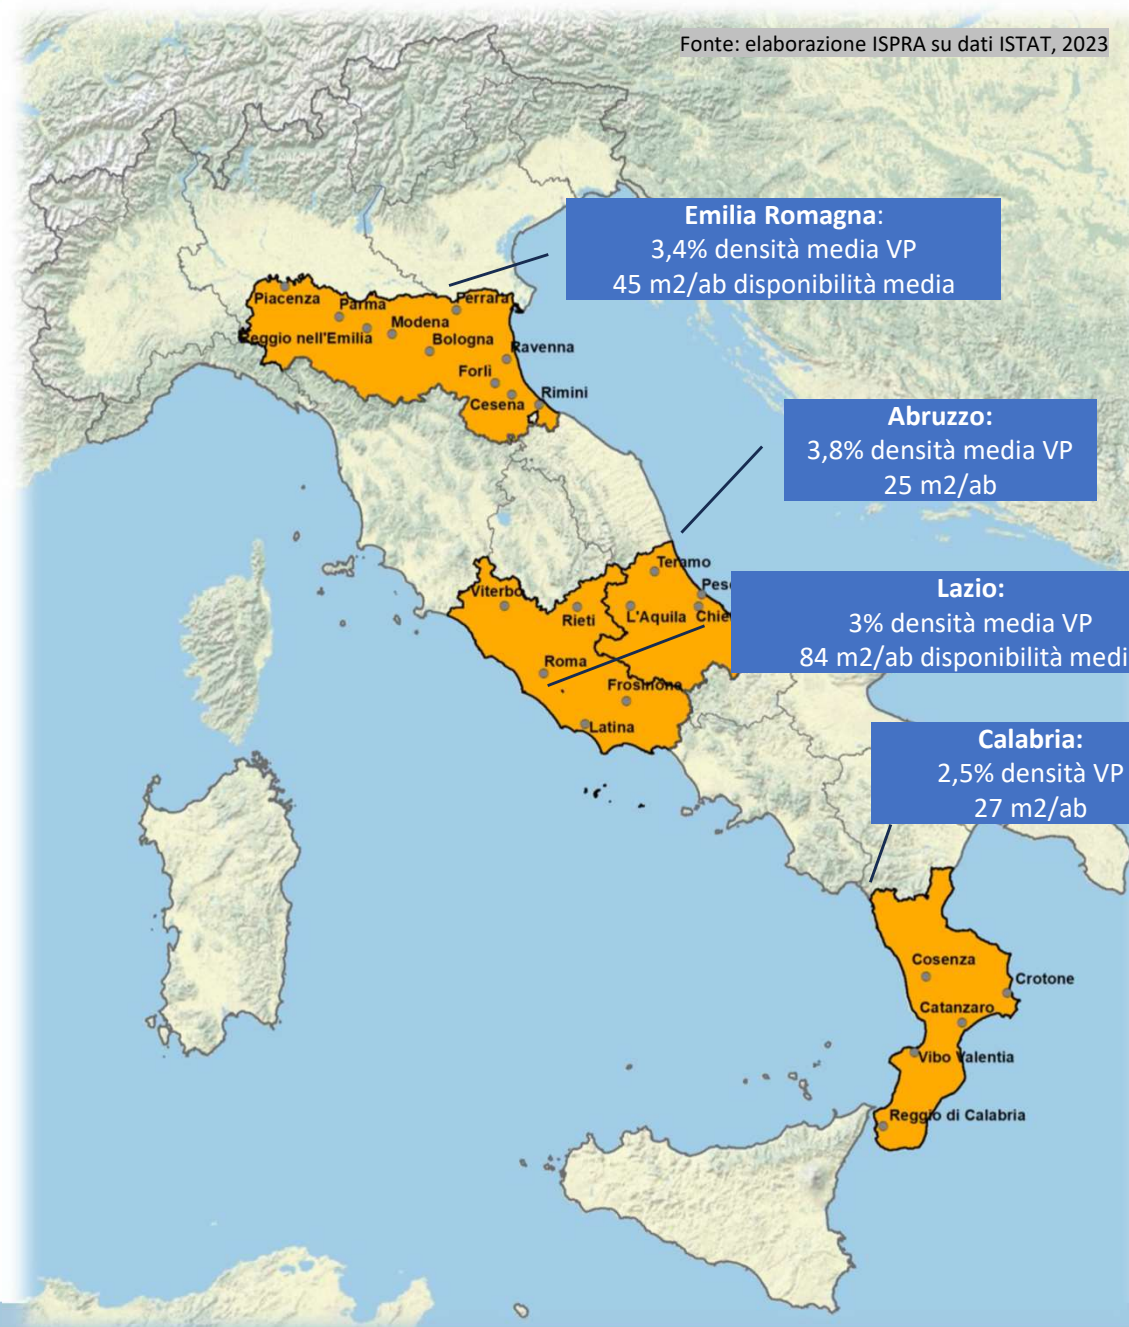 Fonte: elaborazione ISPRA su dati ISTAT, 2023
Emilia Romagna:
3,4% densità media VP
45 m2/ab disponibilità media
Piacenza
Parma
Ferrara
Reggio nell'Emilia
Modena
Bologna
Ravenna
Forlì
Cesena
Rimini
Abruzzo:
3,8% densità media VP
25 m2/ab
Teramo
Pesc
Viterbo
Rieti
L'Aquila
Chie
Lazio:
3% densità media VP
84 m2/ab disponibilità medi
Roma
Frosinone
Latina
Calabria:
2,5% densità VP
27 m2/ab
Cosenza
Crotone
Catanzaro
Vibo Valentia
Reggio di Calabria